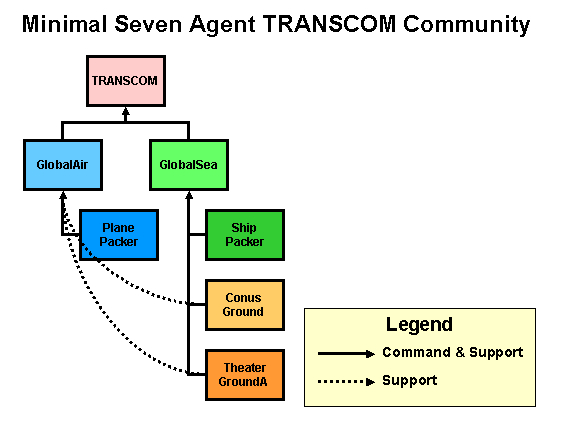 Minimal Seven Agent TRANSCOM Community
TRANSCOM
GlobalAir
GlobalSea
Plane
Packer
Ship
Packer
Conus
Ground
Theater
GroundA
Legend
Command & Support
Support